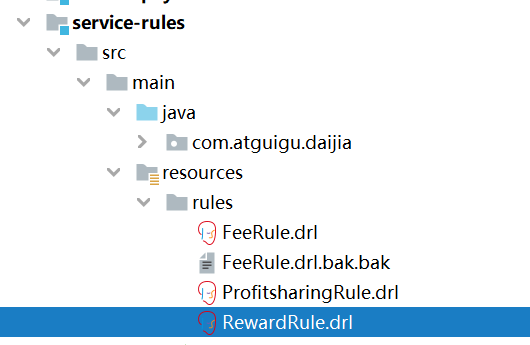 service-rules
src
main
java
com.atguigu.daijia
resources
rules
FeeRule.drl
FeeRule.drl.bak.bak
ProfitsharingRule.drl
RewardRule.drl